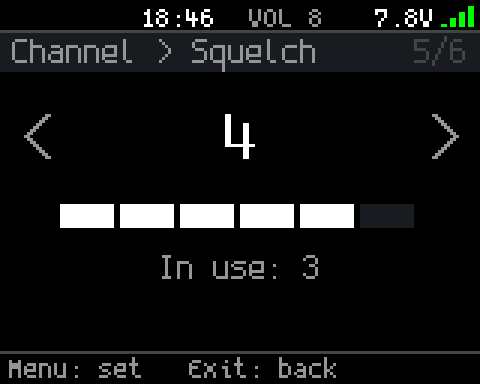 18:46 VOL 8 7.8V
Channel > Squelch 5/6
< 4 >
In use: 3
Menu: set Exit: back